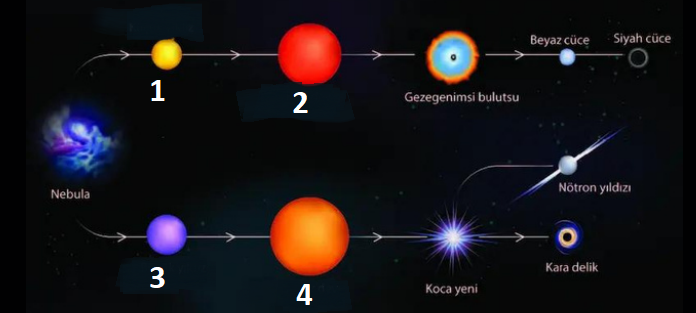 Beyaz cüce
Siyah cüce
1
2
Gezegenimsi bulutsu
Nebula
Nötron yıldızı
3
4
Koca yeni
Kara delik